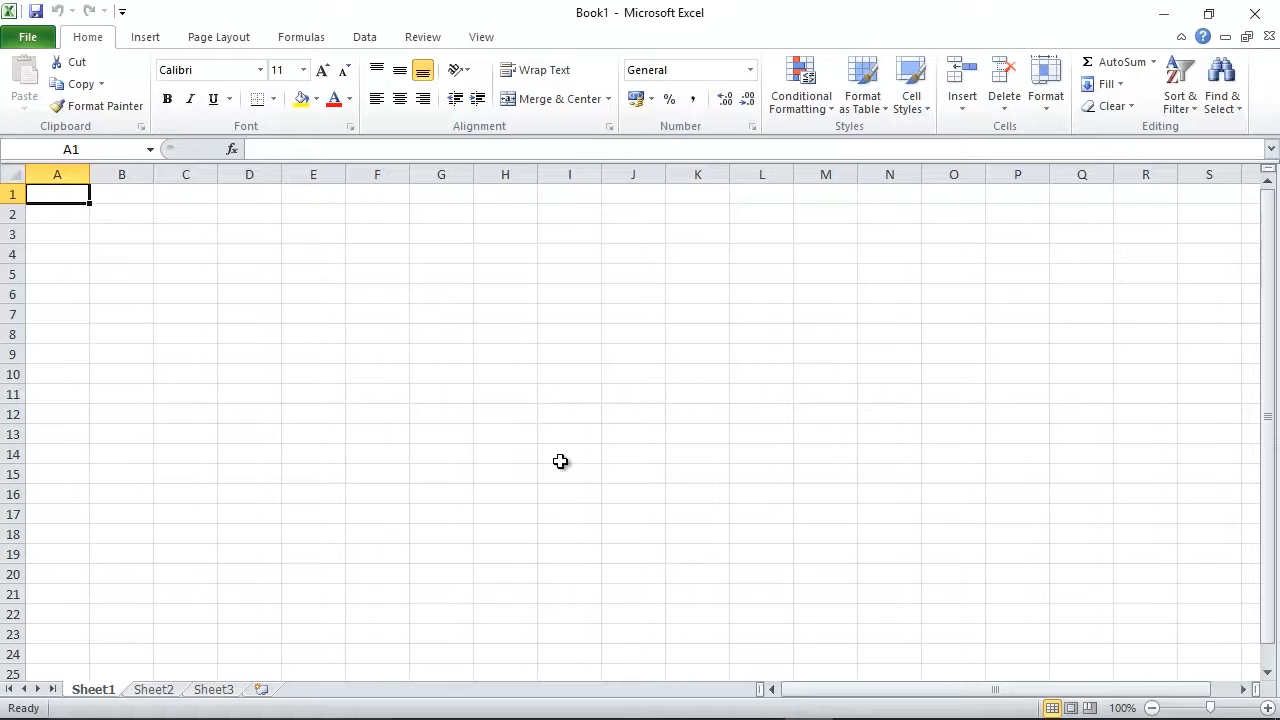 Book1 - Microsoft Excel
File Home Insert Page Layout Formulas Data Review View
Cut
Copy
Format Painter
Paste
Clipboard
Calibri 11
B I U A
Font
Wrap Text
Merge & Center
Alignment
General
% ,
Number
Conditional Formatting
Format as Table
Cell Styles
Styles
Insert Delete Format
Cells
Σ AutoSum
Fill
Clear
Sort & Filter
Find & Select
Editing
A1 fx
A B C D E F G H I J K L M N O P Q R S
1
2
3
4
5
6
7
8
9
10
11
12
13
14
15
16
17
18
19
20
21
22
23
24
25
Sheet1 Sheet2 Sheet3
Ready 100%